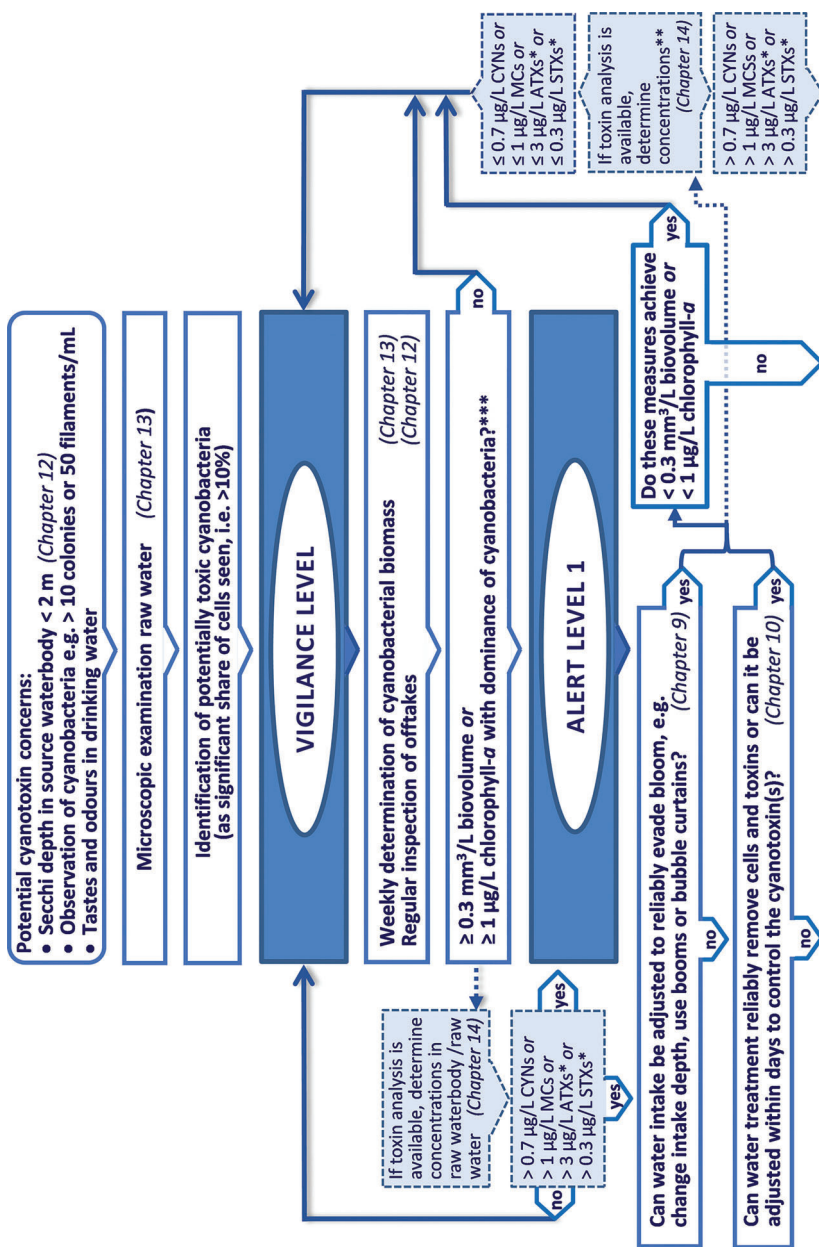 Potential cyanotoxin concerns:
• Secchi depth in source waterbody < 2 m (Chapter 12)
• Observation of cyanobacteria e.g. > 10 colonies or 50 filaments/mL
• Tastes and odours in drinking water
Microscopic examination raw water (Chapter 13)
Identification of potentially toxic cyanobacteria
(as significant share of cells seen, i.e. >10%)
VIGILANCE LEVEL
Weekly determination of cyanobacterial biomass (Chapter 13)
Regular inspection of offtakes (Chapter 12)
≥ 0.3 mm³/L biovolume or
≥ 1 µg/L chlorophyll-a with dominance of cyanobacteria?***
no
If toxin analysis is
available, determine
concentrations in
raw waterbody /raw
water (Chapter 14)
> 0.7 µg/L CYNs or
> 1 µg/L MCs or
> 3 µg/L ATXs* or
> 0.3 µg/L STXs*
no
yes
yes
ALERT LEVEL 1
Can water intake be adjusted to reliably evade bloom, e.g.
change intake depth, use booms or bubble curtains? (Chapter 9)
yes
no
Can water treatment reliably remove cells and toxins or can it be
adjusted within days to control the cyanotoxin(s)? (Chapter 10)
yes
no
Do these measures achieve
< 0.3 mm³/L biovolume or
< 1 µg/L chlorophyll-a
yes
no
≤ 0.7 µg/L CYNs or
≤ 1 µg/L MCs or
≤ 3 µg/L ATXs* or
≤ 0.3 µg/L STXs*
If toxin analysis is
available,
determine
concentrations**
(Chapter 14)
> 0.7 µg/L CYNs or
> 1 µg/L MCSs or
> 3 µg/L ATXs* or
> 0.3 µg/L STXs*